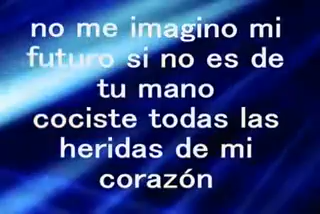 no me imagino mi
futuro si no es de
tu mano
cociste todas las
heridas de mi
corazón